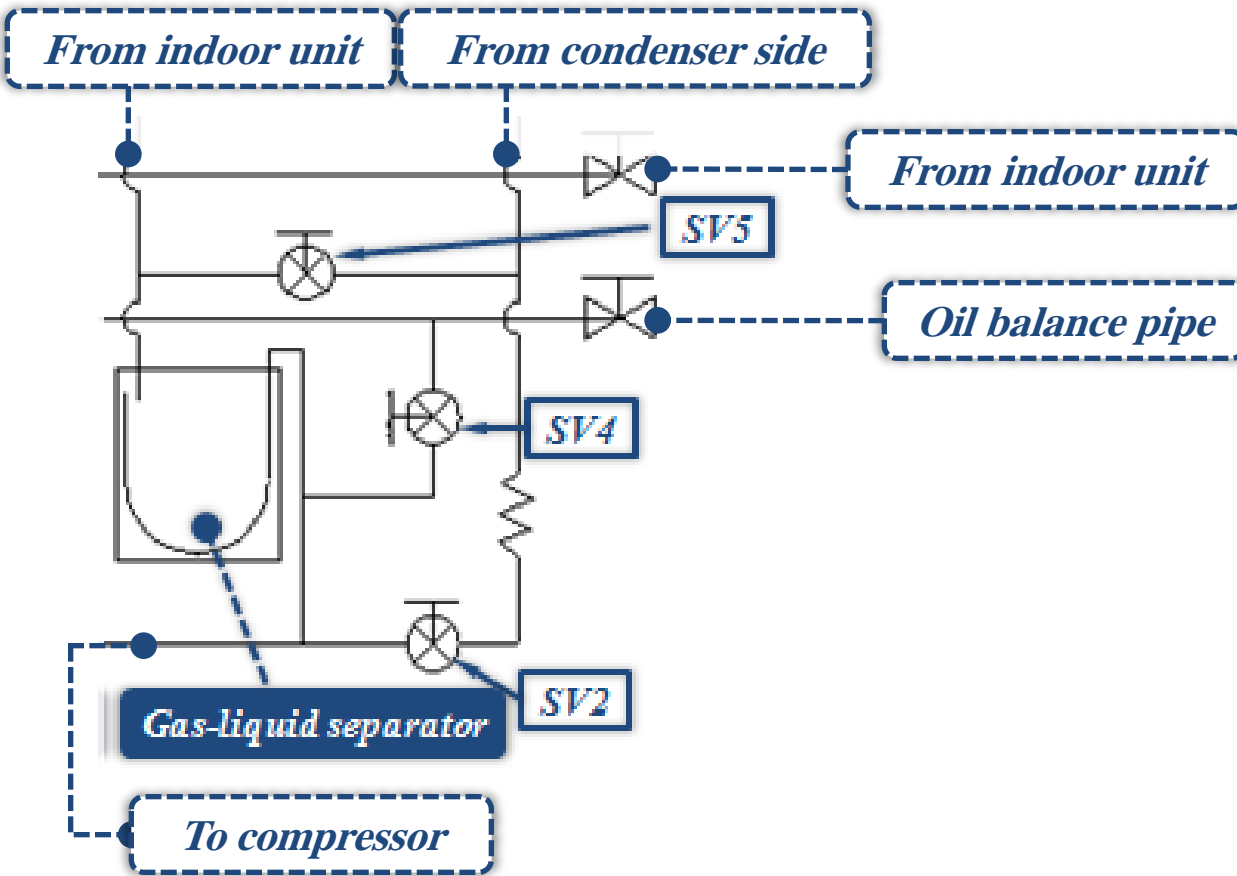 From indoor unit
From condenser side
From indoor unit
SV5
Oil balance pipe
SV4
SV2
Gas-liquid separator
To compressor